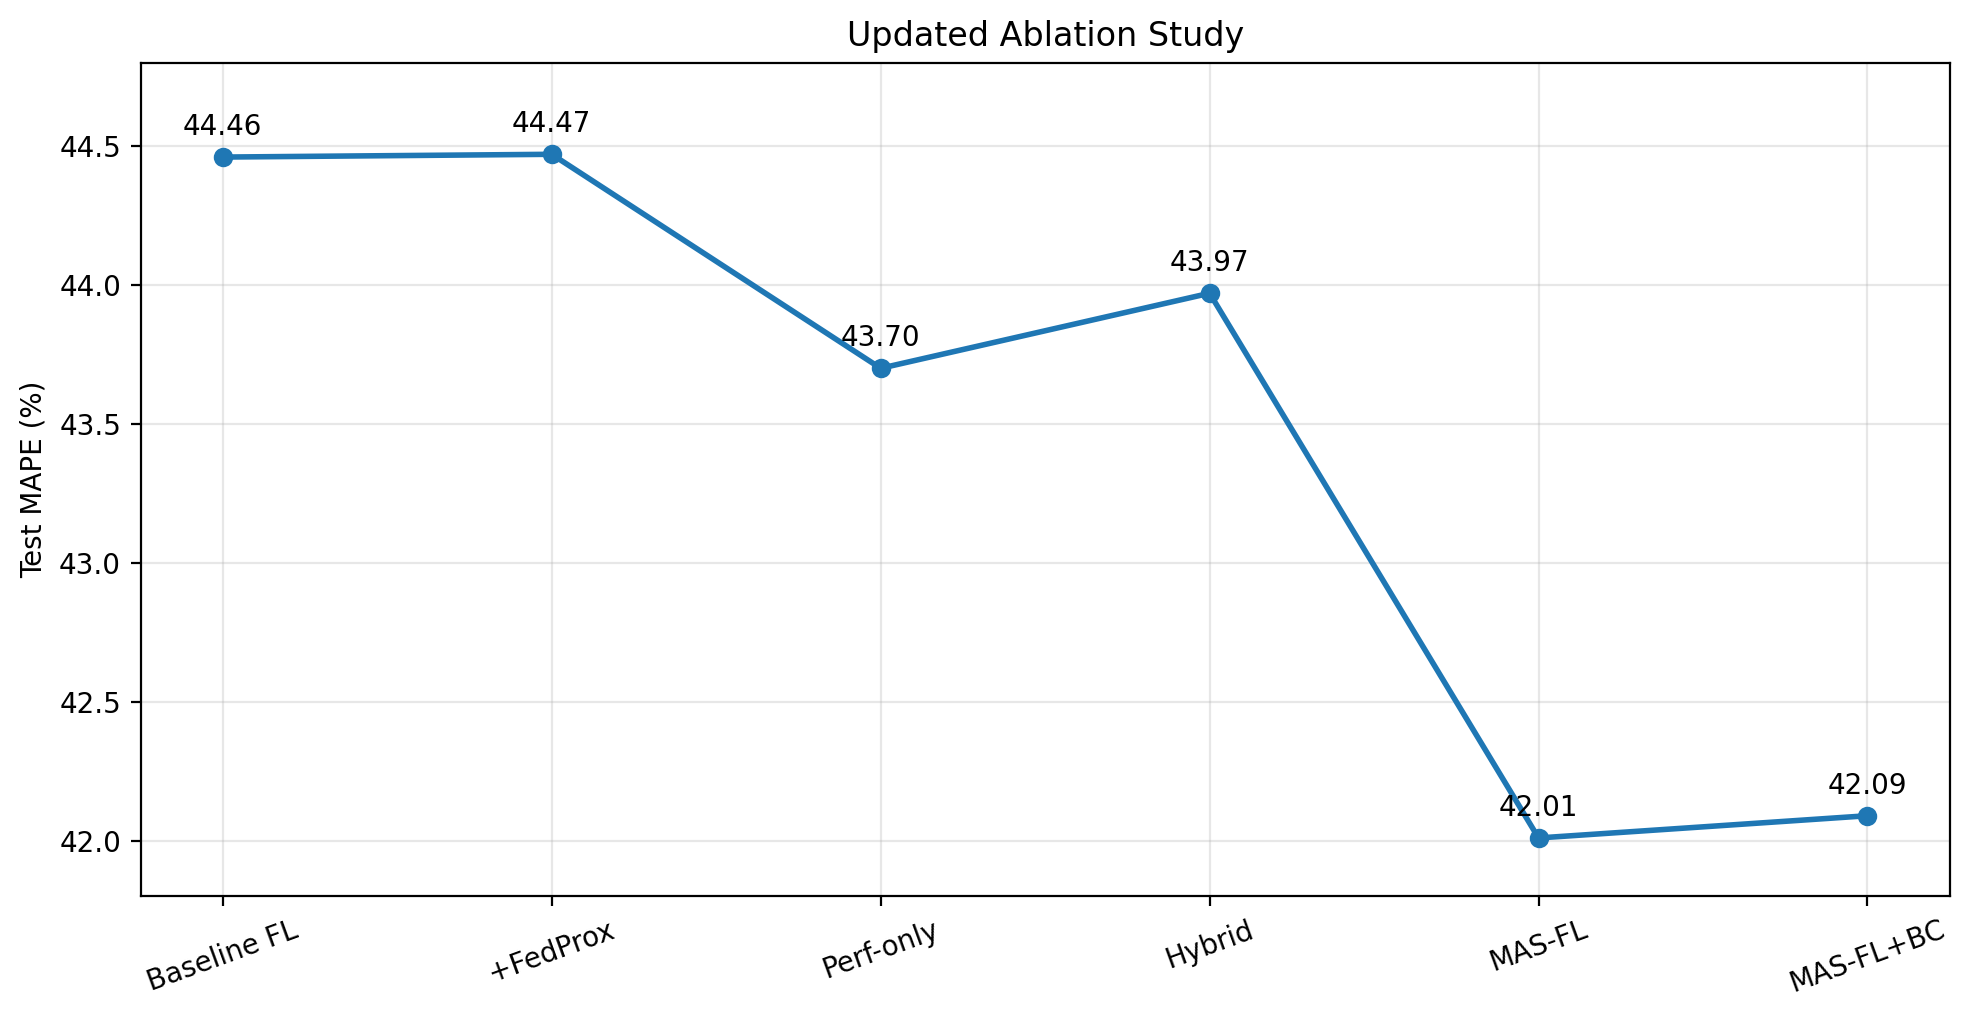 Updated Ablation Study
Test MAPE (%)
44.5
44.0
43.5
43.0
42.5
42.0
44.46
44.47
43.70
43.97
42.01
42.09
Baseline FL
+FedProx
Perf-only
Hybrid
MAS-FL
MAS-FL+BC